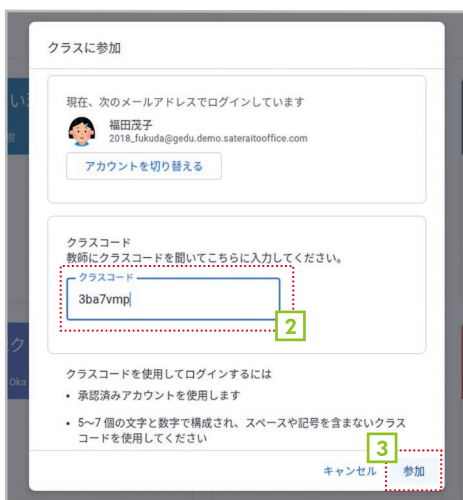 クラスに参加
現在、次のメールアドレスでログインしています
福田茂子
2018_fukuda@gedu.demo.sateraitooffice.com
アカウントを切り替える
クラスコード
教師にクラスコードを聞いてこちらに入力してください。
クラスコード
3ba7vmp
2
クラスコードを使用してログインするには
• 承認済みアカウントを使用します
• 5~7 個の文字と数字で構成され、スペースや記号を含まないクラス
コードを使用してください
3
キャンセル 参加
い
ク
Oka